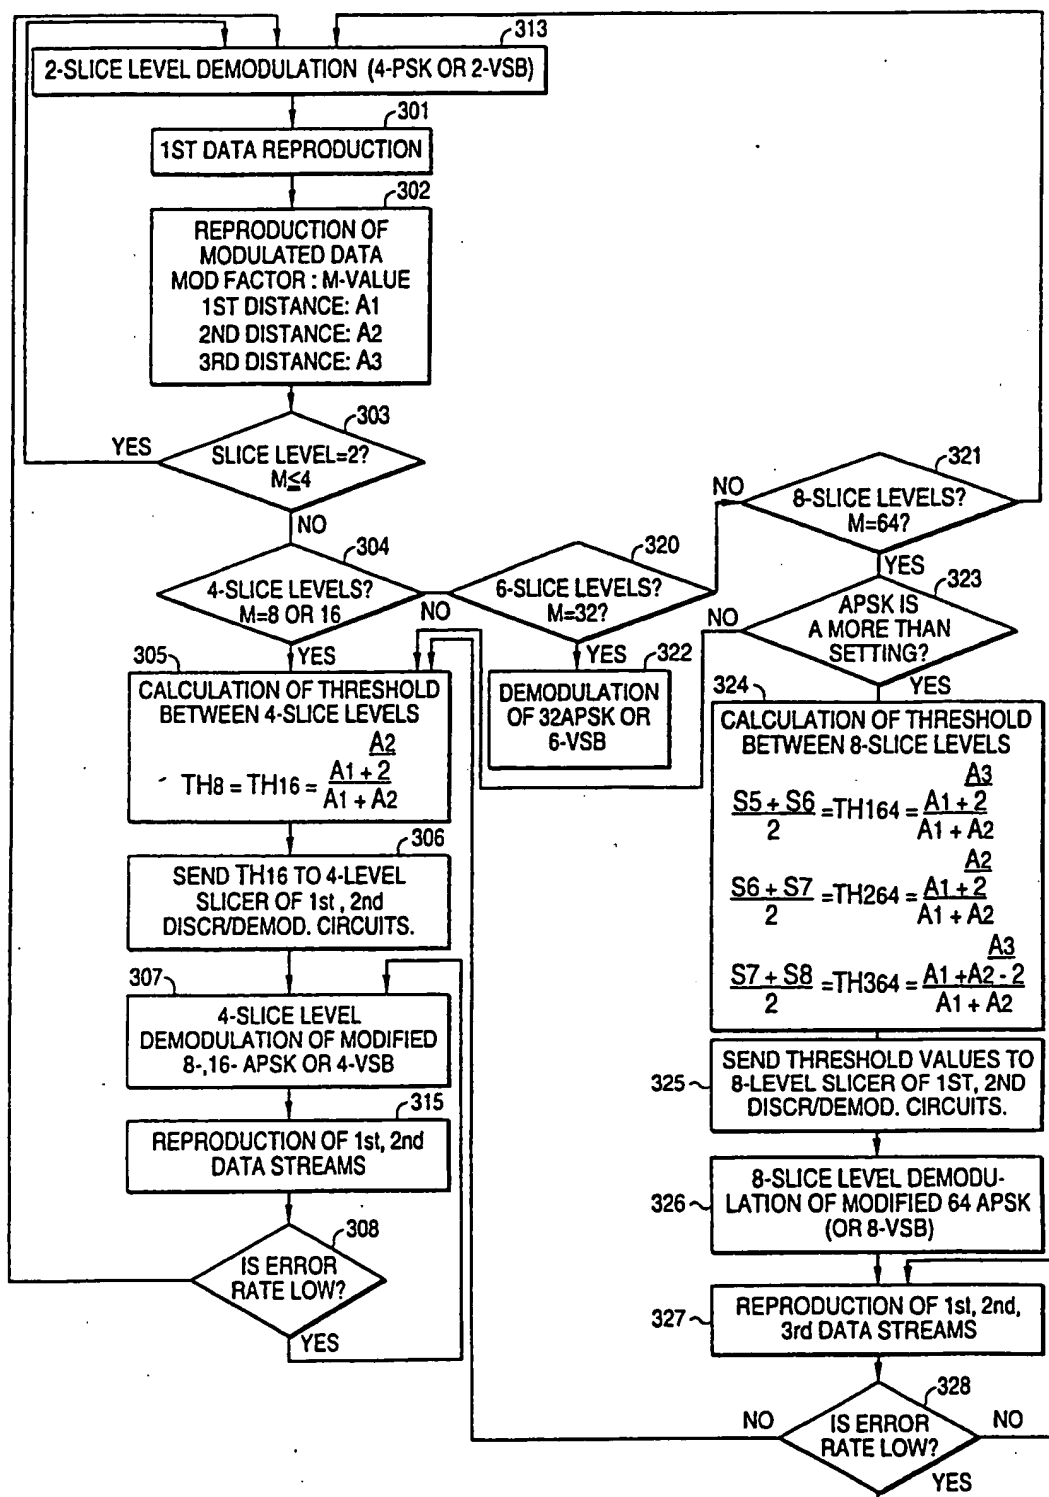 313
2-SLICE LEVEL DEMODULATION (4-PSK OR 2-VSB)
301
1ST DATA REPRODUCTION
302
REPRODUCTION OF
MODULATED DATA
MOD FACTOR : M-VALUE
1ST DISTANCE: A1
2ND DISTANCE: A2
3RD DISTANCE: A3
303
YES
SLICE LEVEL=2?
M≤4
NO
304
4-SLICE LEVELS?
M=8 OR 16
NO
YES
320
6-SLICE LEVELS?
M=32?
YES
NO
321
8-SLICE LEVELS?
M=64?
YES
323
NO
APSK IS
A MORE THAN
SETTING?
YES
305
CALCULATION OF THRESHOLD
BETWEEN 4-SLICE LEVELS
A2
TH8 = TH16 = A1 + 2
A1 + A2
322
DEMODULATION
OF 32APSK OR
6-VSB
324
CALCULATION OF THRESHOLD
BETWEEN 8-SLICE LEVELS
A3
S5 + S6 =TH164 = A1 + 2
2 A1 + A2
A2
S6 + S7 =TH264 = A1 + 2
2 A1 + A2
A3
S7 + S8 =TH364 = A1 +A2 - 2
2 A1 + A2
306
SEND TH16 TO 4-LEVEL
SLICER OF 1st , 2nd
DISCR/DEMOD. CIRCUITS.
307
4-SLICE LEVEL
DEMODULATION OF MODIFIED
8-,16- APSK OR 4-VSB
315
REPRODUCTION OF 1st, 2nd
DATA STREAMS
308
IS ERROR
RATE LOW?
YES
325
SEND THRESHOLD VALUES TO
8-LEVEL SLICER OF 1ST, 2ND
DISCR/DEMOD. CIRCUITS.
326
8-SLICE LEVEL DEMODU-
LATION OF MODIFIED 64 APSK
(OR 8-VSB)
327
REPRODUCTION OF 1st, 2nd,
3rd DATA STREAMS
328
NO
IS ERROR
RATE LOW?
NO
YES